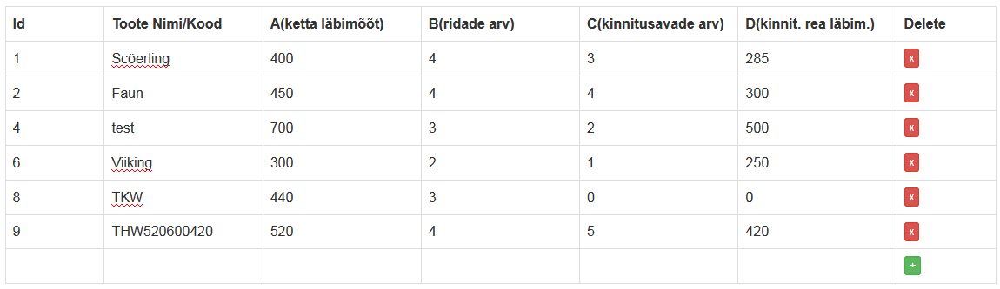 Id Toote Nimi/Kood A(ketta läbimõõt) B(ridade arv) C(kinnitusavade arv) D(kinnit. rea läbim.) Delete
1 Scöerling 400 4 3 285 x
2 Faun 450 4 4 300 x
4 test 700 3 2 500 x
6 Viiking 300 2 1 250 x
8 TKW 440 3 0 0 x
9 THW520600420 520 4 5 420 x
+